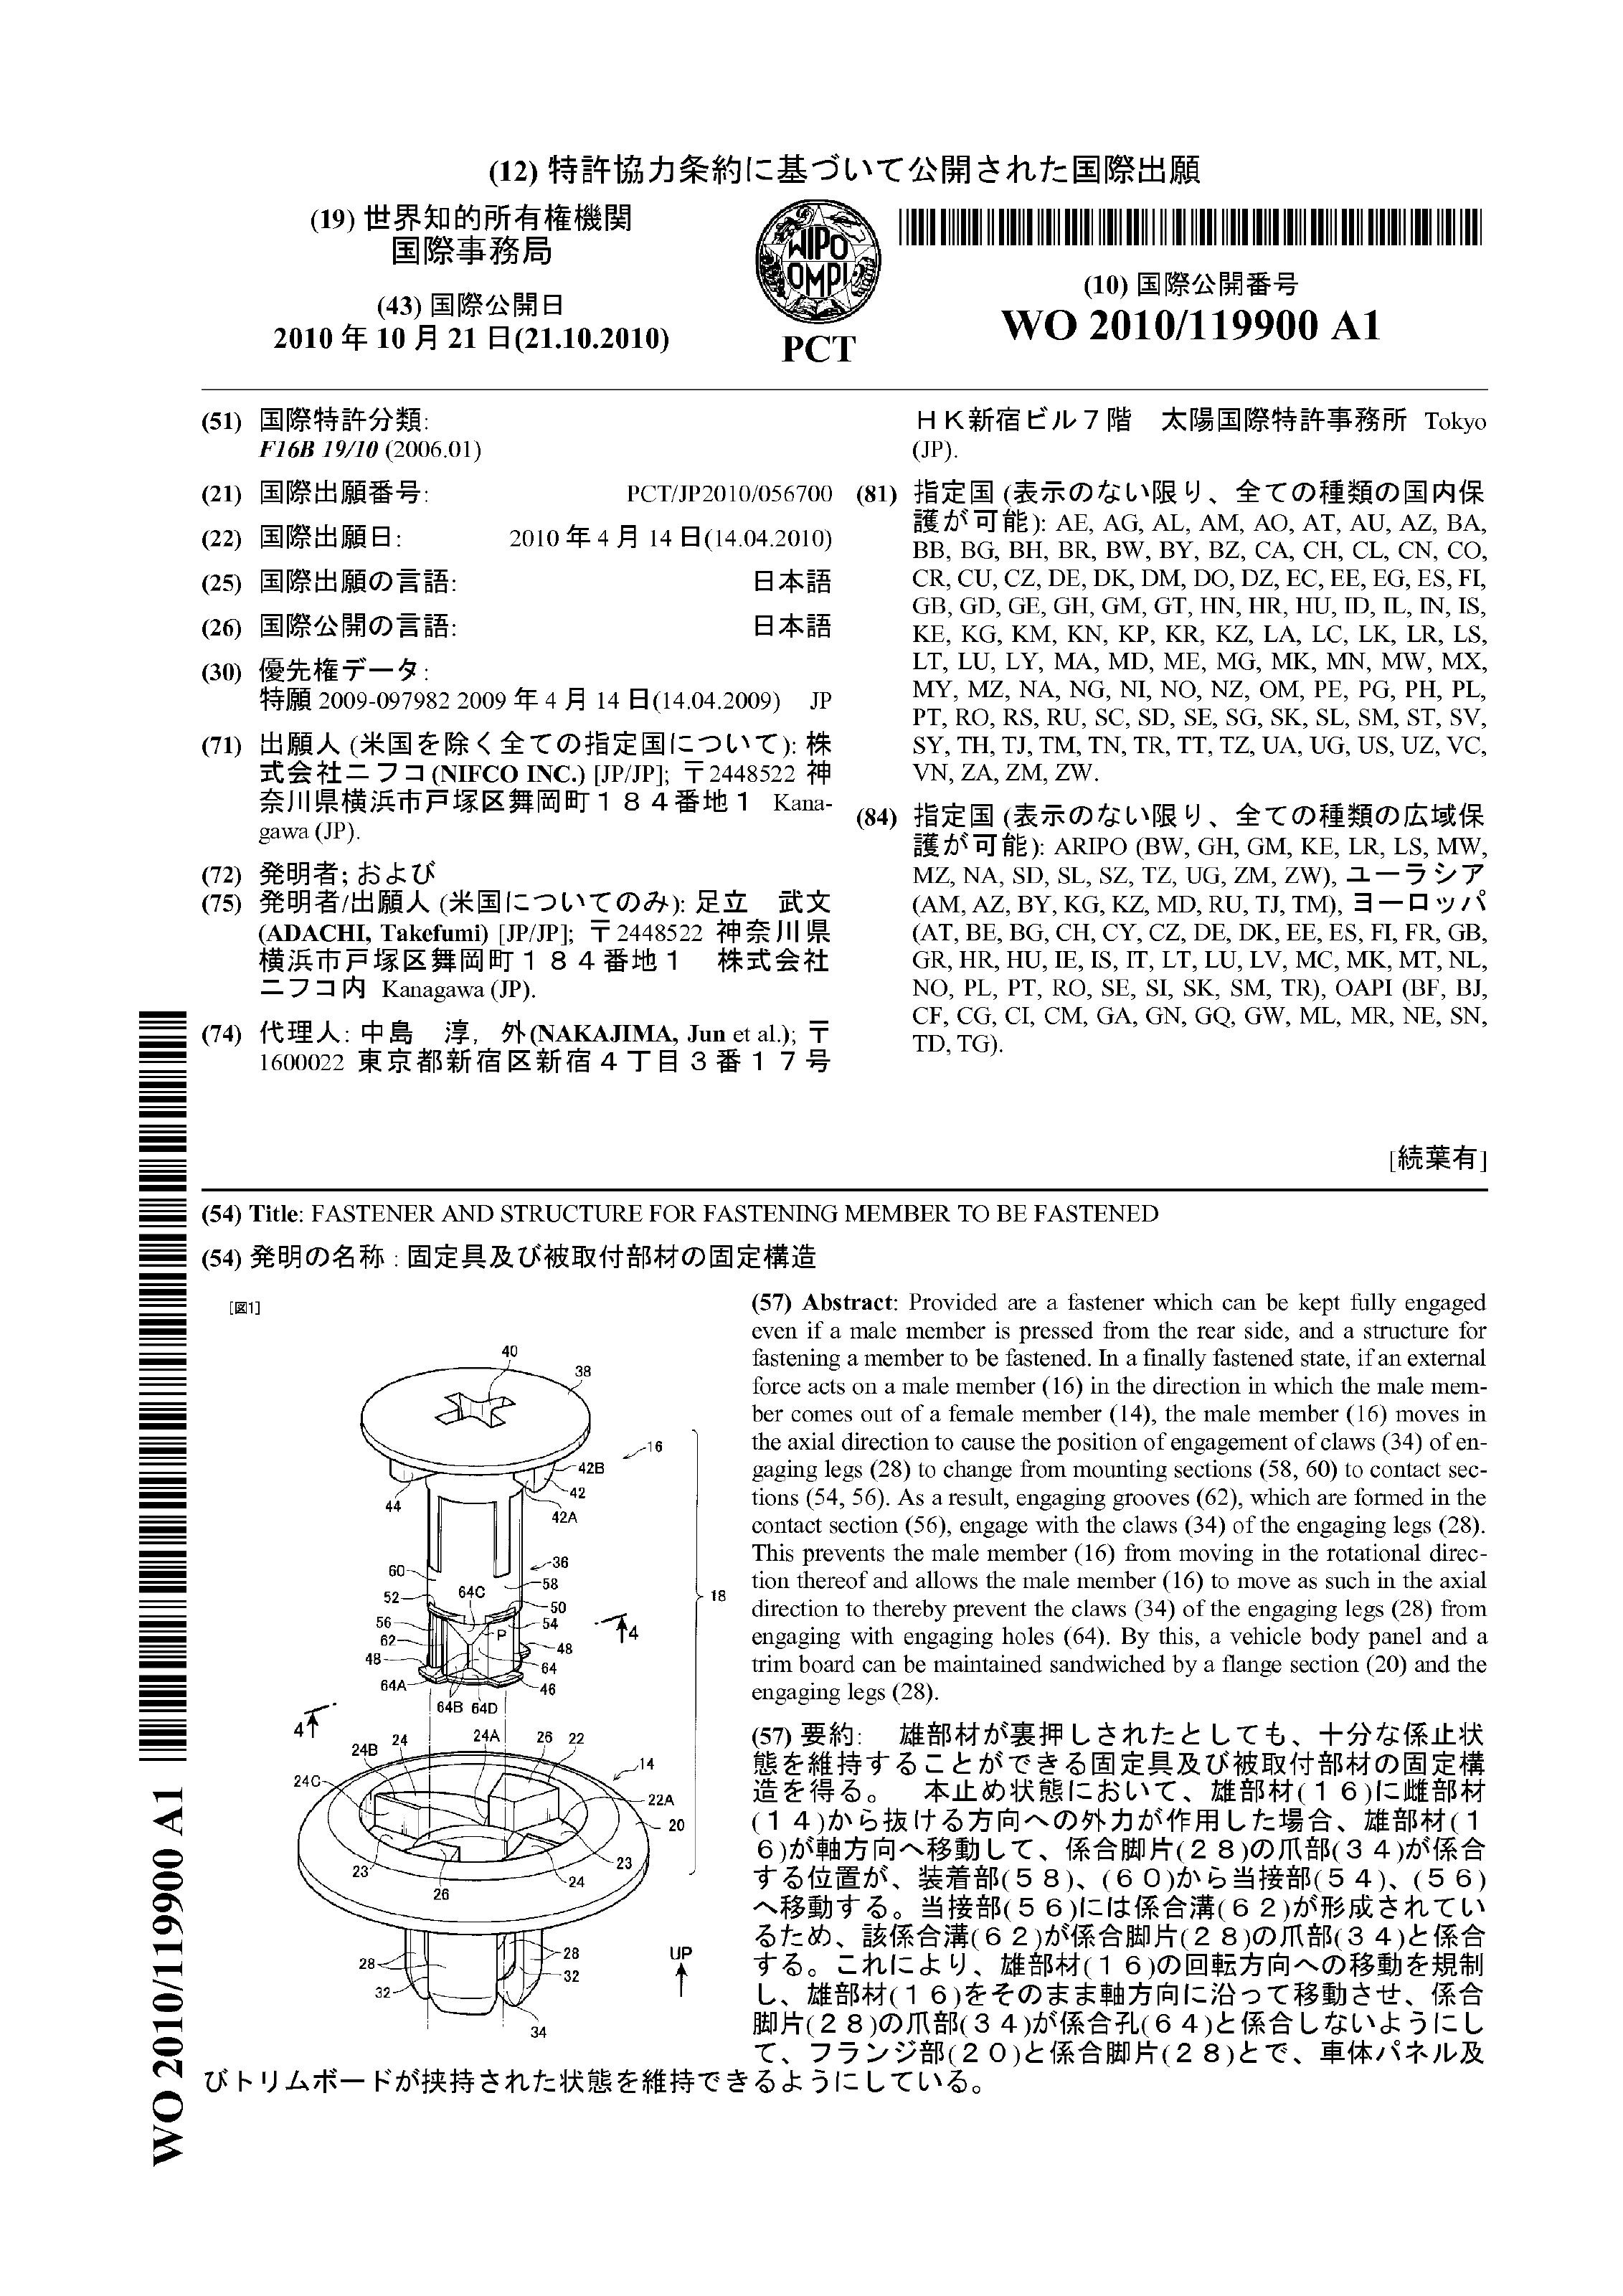 (12) 特許協力条約に基づいて公開された国際出願
(19) 世界知的所有権機関
国際事務局
(43) 国際公開日
2010 年 10 月 21 日(21.10.2010)
WIPO
OMPI
PCT
(10) 国際公開番号
WO 2010/119900 A1
(51) 国際特許分類:
F16B 19/10 (2006.01)
(21) 国際出願番号: PCT/JP2010/056700
(22) 国際出願日: 2010 年 4 月 14 日(14.04.2010)
(25) 国際出願の言語: 日本語
(26) 国際公開の言語: 日本語
(30) 優先権データ:
特願 2009-097982 2009 年 4 月 14 日(14.04.2009) JP
(71) 出願人 (米国を除く全ての指定国について): 株
式会社ニフコ(NIFCO INC.) [JP/JP]; 〒2448522 神
奈川県横浜市戸塚区舞岡町184番地1 Kana-
gawa (JP).
(72) 発明者; および
(75) 発明者/出願人 (米国についてのみ): 足立 武文
(ADACHI, Takefumi) [JP/JP]; 〒2448522 神奈川県
横浜市戸塚区舞岡町184番地1 株式会社
ニフコ内 Kanagawa (JP).
(74) 代理人: 中島 淳, 外(NAKAJIMA, Jun et al.); 〒
1600022 東京都新宿区新宿4丁目3番17号
HK新宿ビル7階 太陽国際特許事務所 Tokyo
(JP).
(81) 指定国 (表示のない限り、全ての種類の国内保
護が可能): AE, AG, AL, AM, AO, AT, AU, AZ, BA,
BB, BG, BH, BR, BW, BY, BZ, CA, CH, CL, CN, CO,
CR, CU, CZ, DE, DK, DM, DO, DZ, EC, EE, EG, ES, FI,
GB, GD, GE, GH, GM, GT, HN, HR, HU, ID, IL, IN, IS,
KE, KG, KM, KN, KP, KR, KZ, LA, LC, LK, LR, LS,
LT, LU, LY, MA, MD, ME, MG, MK, MN, MW, MX,
MY, MZ, NA, NG, NI, NO, NZ, OM, PE, PG, PH, PL,
PT, RO, RS, RU, SC, SD, SE, SG, SK, SL, SM, ST, SV,
SY, TH, TJ, TM, TN, TR, TT, TZ, UA, UG, US, UZ, VC,
VN, ZA, ZM, ZW.
(84) 指定国 (表示のない限り、全ての種類の広域保
護が可能): ARIPO (BW, GH, GM, KE, LR, LS, MW,
MZ, NA, SD, SL, SZ, TZ, UG, ZM, ZW), ユーラシア
(AM, AZ, BY, KG, KZ, MD, RU, TJ, TM), ヨーロッパ
(AT, BE, BG, CH, CY, CZ, DE, DK, EE, ES, FI, FR, GB,
GR, HR, HU, IE, IS, IT, LT, LU, LV, MC, MK, MT, NL,
NO, PL, PT, RO, SE, SI, SK, SM, TR), OAPI (BF, BJ,
CF, CG, CI, CM, GA, GN, GQ, GW, ML, MR, NE, SN,
TD, TG).
[続葉有]
(54) Title: FASTENER AND STRUCTURE FOR FASTENING MEMBER TO BE FASTENED
(54) 発明の名称 : 固定具及び被取付部材の固定構造
[図1]
40
38
16
42B
42
44
42A
36
60
58
64C
52
50
18
56
54
P
4
62
48
48
64
64A
46
64B 64D
4
24B
24
24A
26
22
14
24C
22A
20
23
23
24
26
28
28
32
32
34
UP
(57) Abstract: Provided are a fastener which can be kept fully engaged
even if a male member is pressed from the rear side, and a structure for
fastening a member to be fastened. In a finally fastened state, if an external
force acts on a male member (16) in the direction in which the male mem-
ber comes out of a female member (14), the male member (16) moves in
the axial direction to cause the position of engagement of claws (34) of en-
gaging legs (28) to change from mounting sections (58, 60) to contact sec-
tions (54, 56). As a result, engaging grooves (62), which are formed in the
contact section (56), engage with the claws (34) of the engaging legs (28).
This prevents the male member (16) from moving in the rotational direc-
tion thereof and allows the male member (16) to move as such in the axial
direction to thereby prevent the claws (34) of the engaging legs (28) from
engaging with engaging holes (64). By this, a vehicle body panel and a
trim board can be maintained sandwiched by a flange section (20) and the
engaging legs (28).
(57) 要約: 雄部材が裏押しされたとしても、十分な係止状
態を維持することができる固定具及び被取付部材の固定構
造を得る。 本止め状態において、雄部材(16)に雌部材
(14)から抜ける方向への外力が作用した場合、雄部材(1
6)が軸方向へ移動して、係合脚片(28)の爪部(34)が係合
する位置が、装着部(58)、(60)から当接部(54)、(56)
へ移動する。当接部(56)には係合溝(62)が形成されてい
るため、該係合溝(62)が係合脚片(28)の爪部(34)と係合
する。これにより、雄部材(16)の回転方向への移動を規制
し、雄部材(16)をそのまま軸方向に沿って移動させ、係合
脚片(28)の爪部(34)が係合孔(64)と係合しないようにし
て、フランジ部(20)と係合脚片(28)とで、車体パネル及
びトリムボードが挟持された状態を維持できるようにしている。
WO 2010/119900 A1